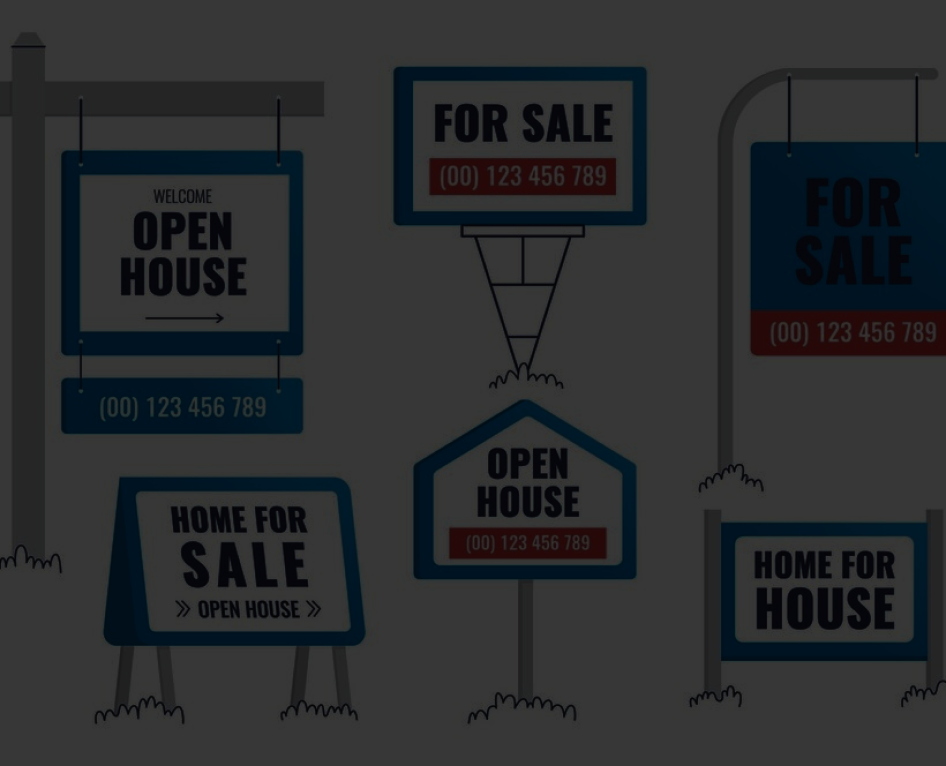 WELCOME
OPEN
HOUSE
(00) 123 456 789
FOR SALE
(00) 123 456 789
FOR
SALE
(00) 123 456 789
HOME FOR
SALE
» OPEN HOUSE »
OPEN
HOUSE
(00) 123 456 789
HOME FOR
HOUSE